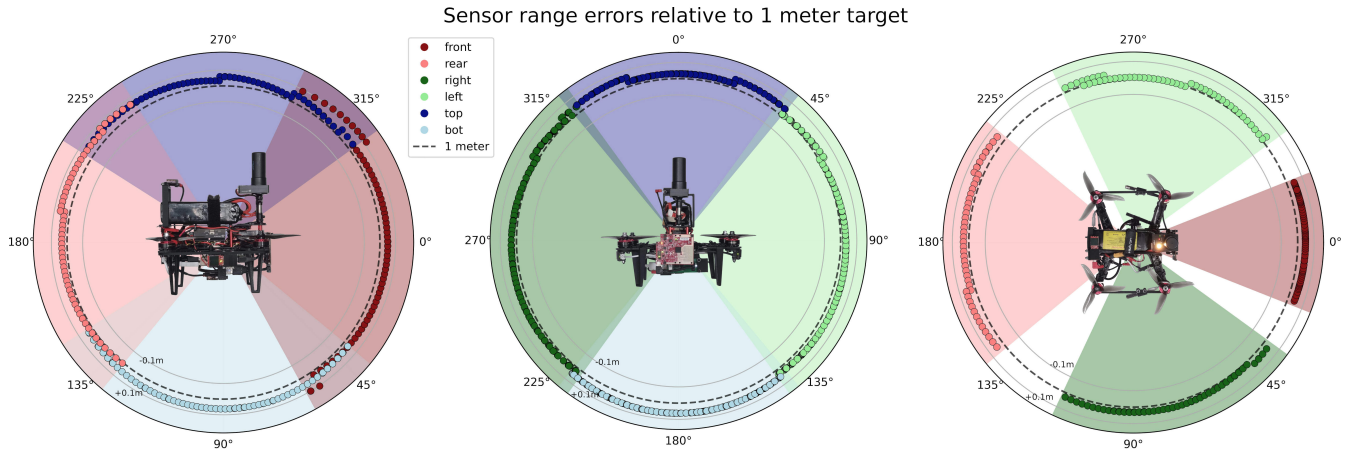 Sensor range errors relative to 1 meter target
270°
225°
315°
180°
0°
135°
45°
90°
-0.1m
+0.1m
front
rear
right
left
top
bot
1 meter
0°
315°
45°
270°
90°
225°
135°
180°
-0.1m
+0.1m
270°
225°
315°
180°
0°
135°
45°
90°
-0.1m
+0.1m